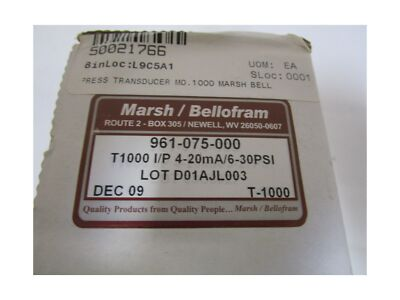 S0021766
BinLoc:L9C5A1
UOM: EA
SLoc:0001
PRESS TRANSDUCER MD.1000 MARSH BELL
Marsh / Bellofram
ROUTE 2 - BOX 305 / NEWELL, WV 26050-0607
961-075-000
T1000 I/P 4-20mA/6-30PSI
LOT D01AJL003
DEC 09
T-1000
Quality Products from Quality People... Marsh / Bellofram